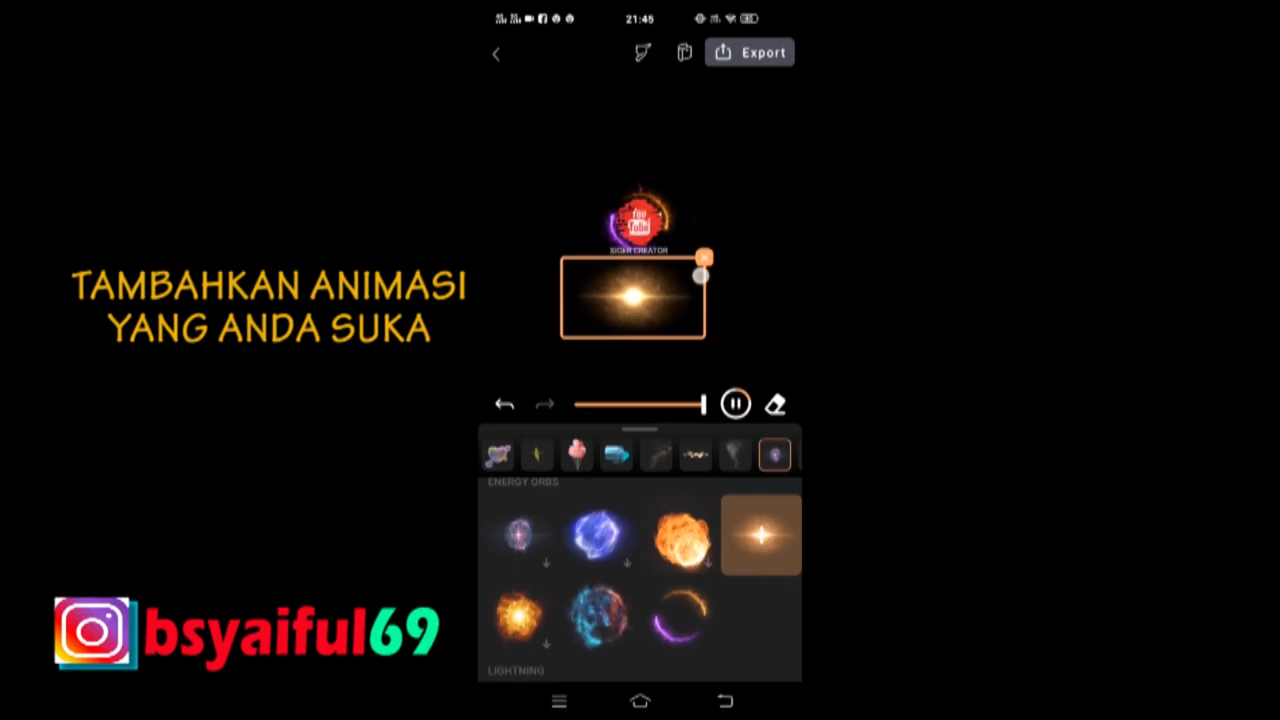 21:45
Export
You
Tube
TAMBAHKAN ANIMASI
YANG ANDA SUKA
ENERGY ORBS
bsyaiful69
LIGHTNING